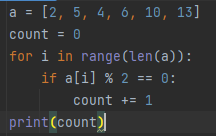 a = [2, 5, 4, 6, 10, 13]
count = 0
for i in range(len(a)):
    if a[i] % 2 == 0:
        count += 1
print(count)